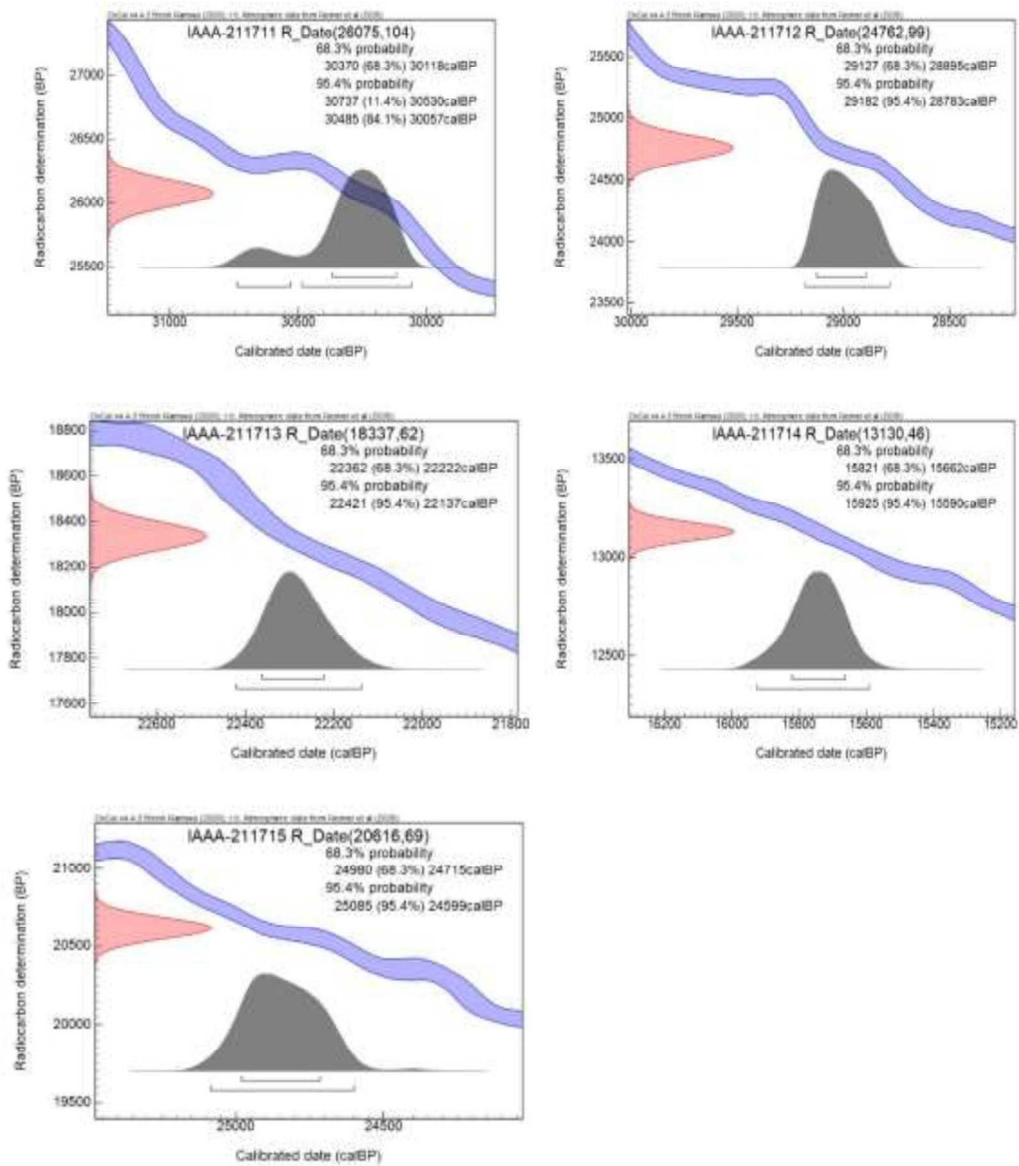 IAAA-211711 R_Date(26075,104)
68.3% probability
30370 (68.3%) 30118calBP
95.4% probability
30737 (11.4%) 30530calBP
30485 (84.1%) 30057calBP
Radiocarbon determination (BP)
27000
26500
26000
25500
31000 30500 30000
Calibrated date (calBP)
IAAA-211712 R_Date(24762,99)
68.3% probability
29127 (68.3%) 28895calBP
95.4% probability
29182 (95.4%) 28783calBP
Radiocarbon determination (BP)
25500
25000
24500
24000
23500
30000 29500 29000 28500
Calibrated date (calBP)
IAAA-211713 R_Date(18337,62)
68.3% probability
22362 (68.3%) 22222calBP
95.4% probability
22421 (95.4%) 22137calBP
Radiocarbon determination (BP)
18800
18600
18400
18200
18000
17800
17600
22600 22400 22200 22000 21800
Calibrated date (calBP)
IAAA-211714 R_Date(13130,46)
68.3% probability
15821 (68.3%) 15662calBP
95.4% probability
15925 (95.4%) 15590calBP
Radiocarbon determination (BP)
13500
13000
12500
16200 16000 15800 15600 15400 15200
Calibrated date (calBP)
IAAA-211715 R_Date(20616,69)
68.3% probability
24980 (68.3%) 24715calBP
95.4% probability
25085 (95.4%) 24599calBP
Radiocarbon determination (BP)
21000
20500
20000
19500
25000 24500
Calibrated date (calBP)